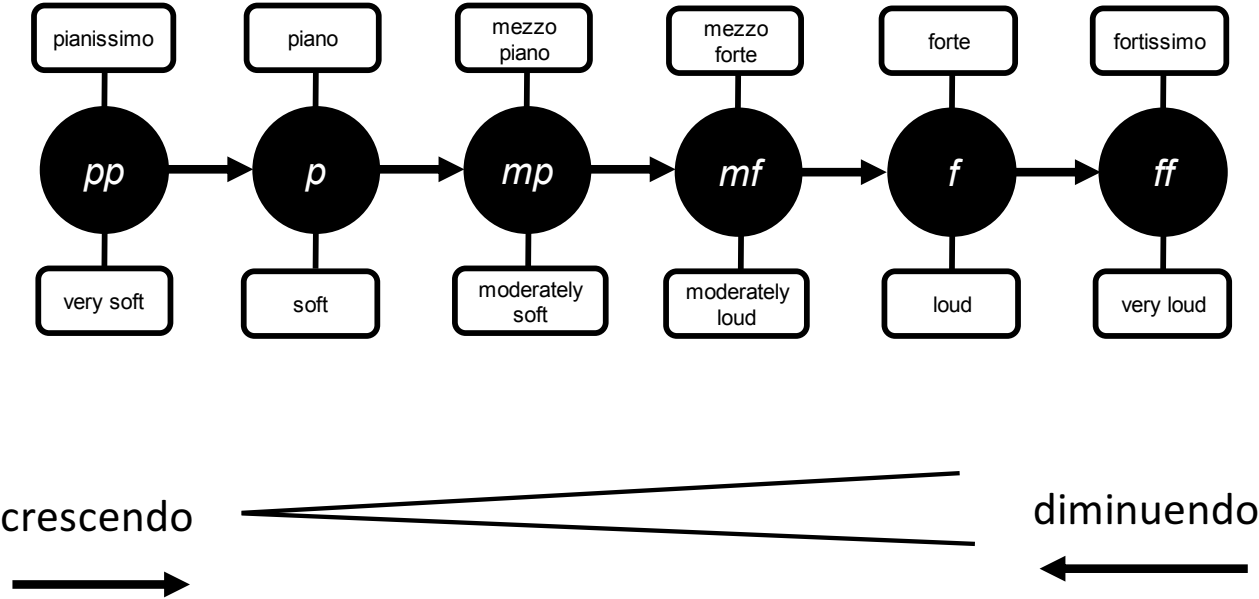 pianissimo
piano
mezzo
piano
mezzo
forte
forte
fortissimo
pp
p
mp
mf
f
ff
very soft
soft
moderately
soft
moderately
loud
loud
very loud
crescendo
diminuendo